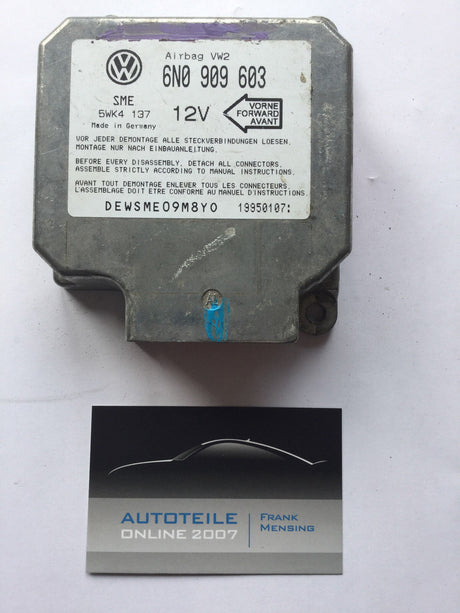 Airbag VW2
6N0 909 603
SME
5WK4 137
Made in Germany
12V
VORNE
FORWARD
AVANT
VOR JEDER DEMONTAGE ALLE STECKVERBINDUNGEN LOESEN,
MONTAGE NUR NACH EINBAUANLEITUNG.
BEFORE EVERY DISASSEMBLY, DETACH ALL CONNECTORS,
ASSEMBLE STRICTLY ACCORDING TO MANUAL INSTRUCTIONS.
AVANT TOUT DEMONTAGE ENLEVER TOUS LES CONNECTEURS.
L'ASSEMBLAGE DOIT ETRE CONFORME AU MANUEL D'INSTRUCTIONS.
DEWSME09M8Y0 19950107:
AUTOTEILE
ONLINE 2007
FRANK
MENSING